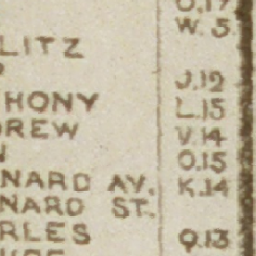 W. 5
LITZ
J.12
HONY L.15
DREW V.14
O.15
NARD AV. K.14
NARD ST.
RLES Q.13